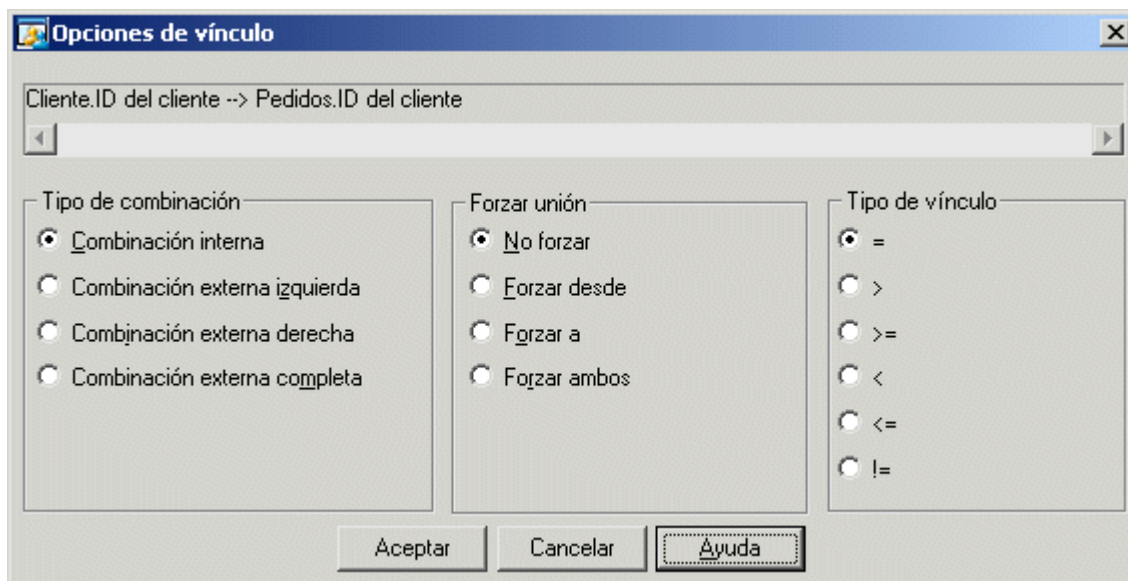 Opciones de vínculo
Cliente.ID del cliente --> Pedidos.ID del cliente
Tipo de combinación
Combinación interna
Combinación externa izquierda
Combinación externa derecha
Combinación externa completa
Forzar unión
No forzar
Forzar desde
Forzar a
Forzar ambos
Tipo de vínculo
=
>
>=
<
<=
!=
Aceptar
Cancelar
Ayuda